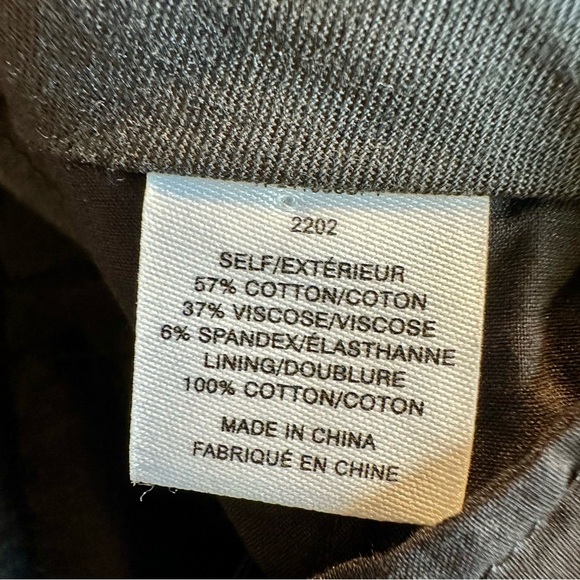 2202
SELF/EXTÉRIEUR
57% COTTON/COTON
37% VISCOSE/VISCOSE
6% SPANDEX/ÉLASTHANNE
LINING/DOUBLURE
100% COTTON/COTON
MADE IN CHINA
FABRIQUÉ EN CHINE